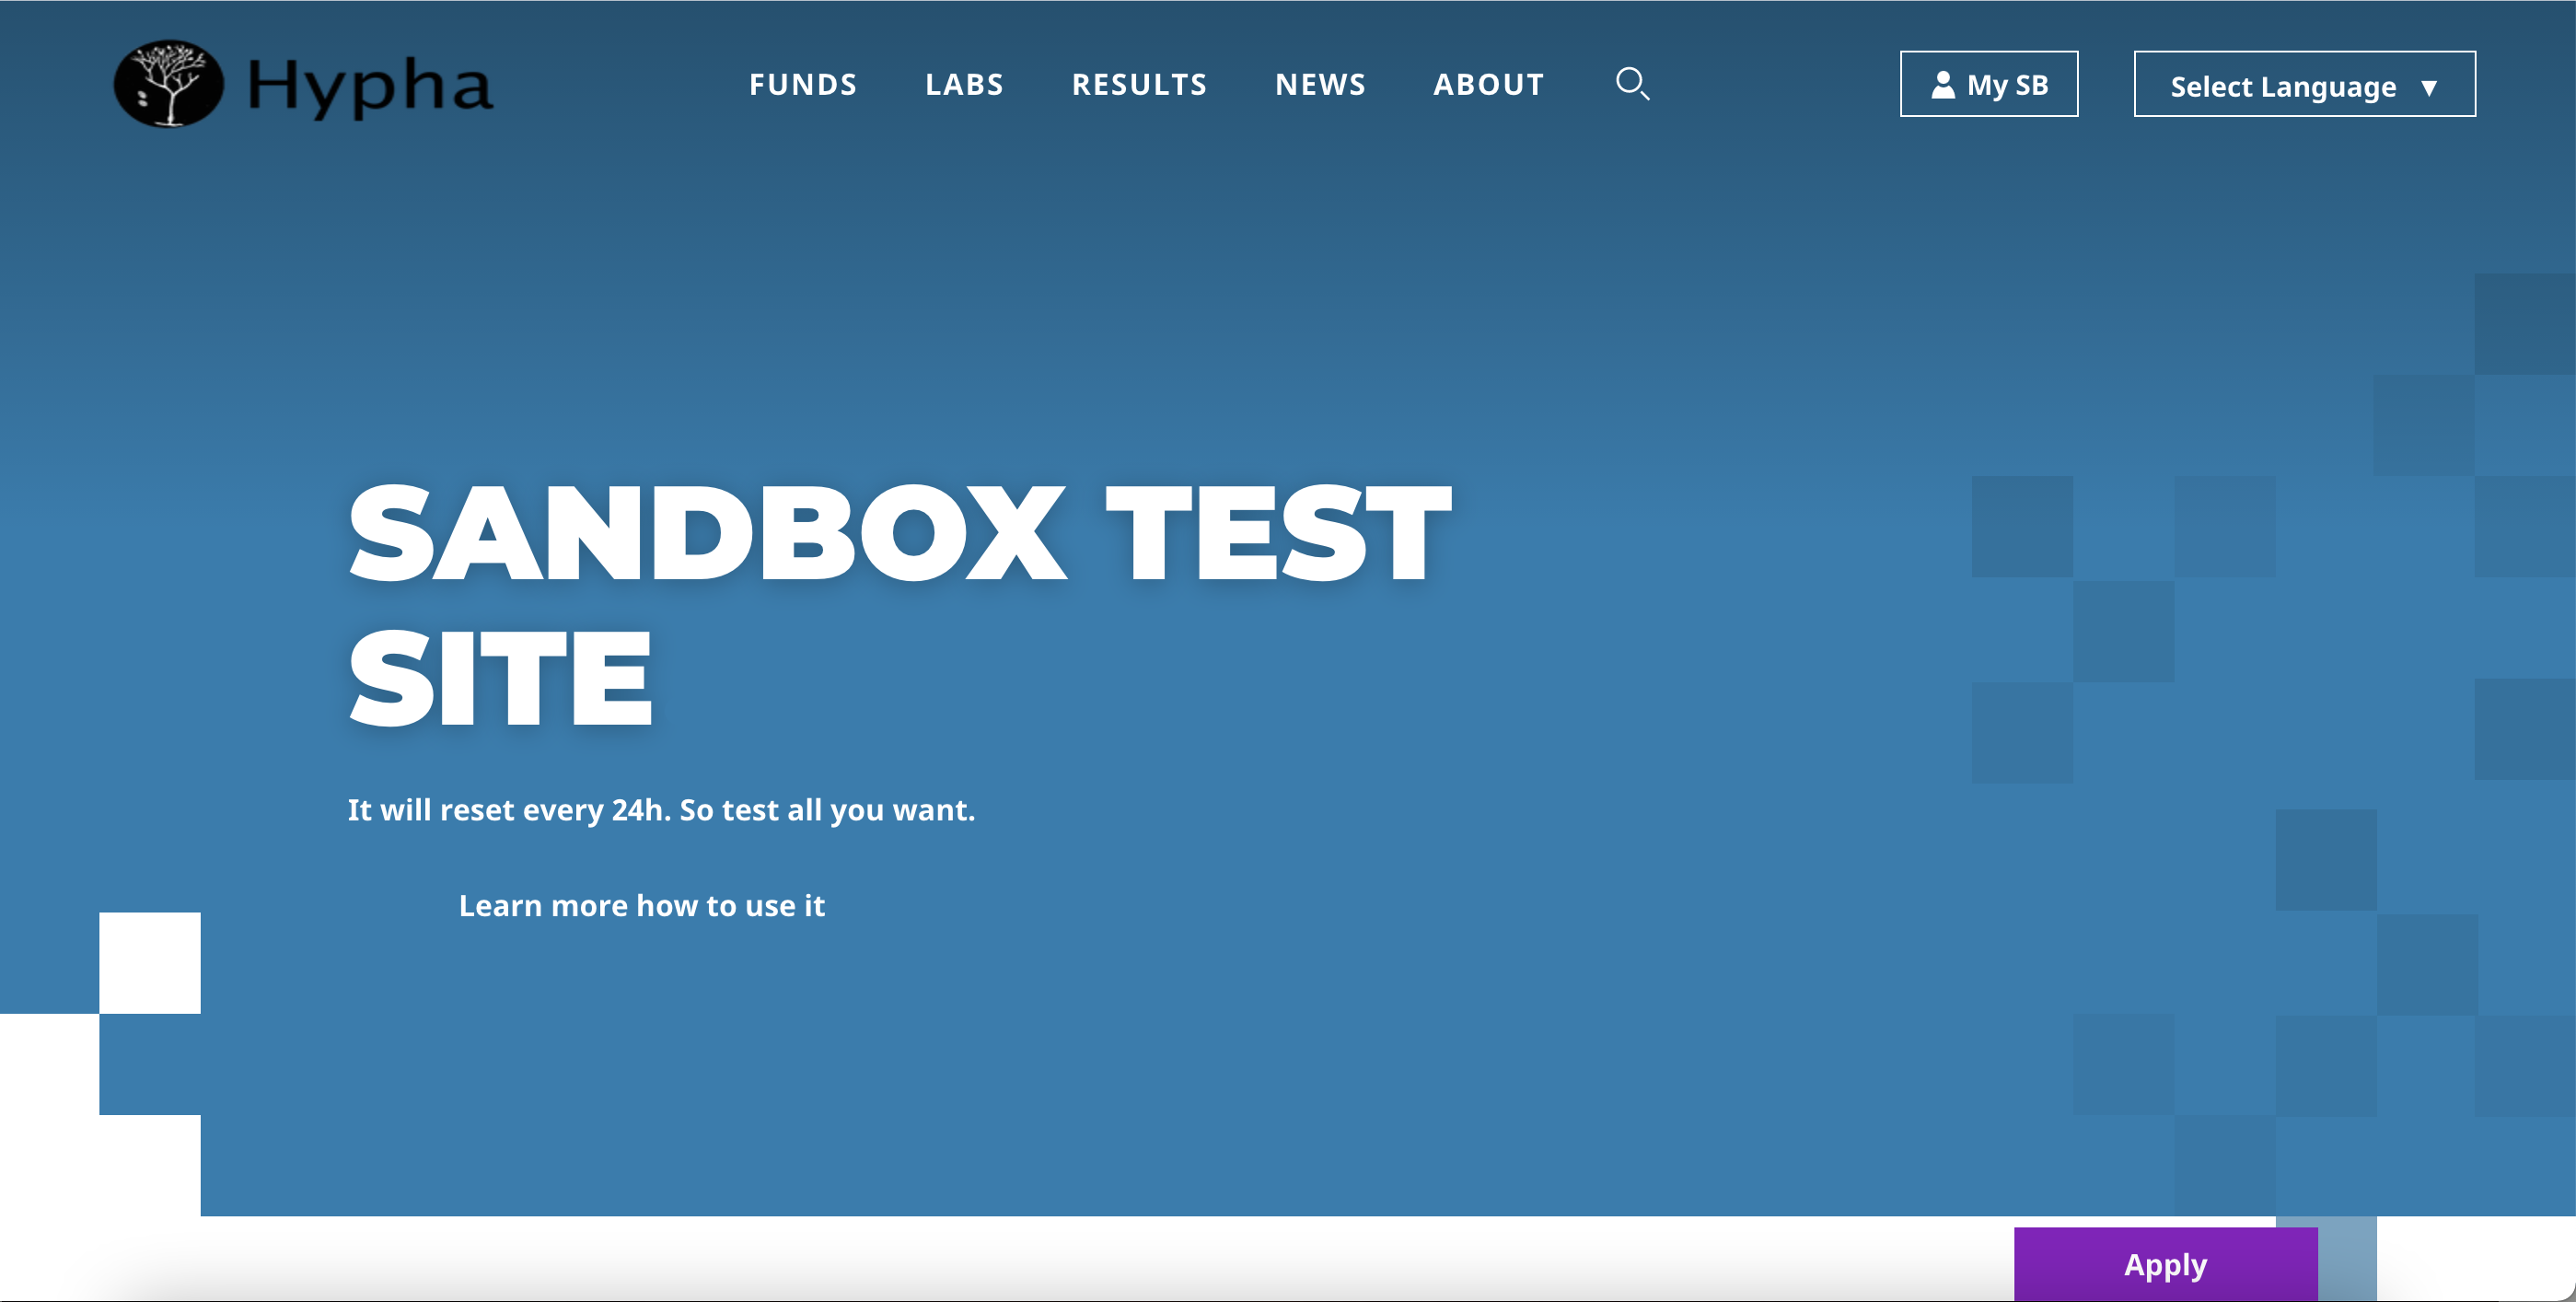 Hypha
FUNDS LABS RESULTS NEWS ABOUT
My SB
Select Language ▼
SANDBOX TEST
SITE
It will reset every 24h. So test all you want.
Learn more how to use it
Apply